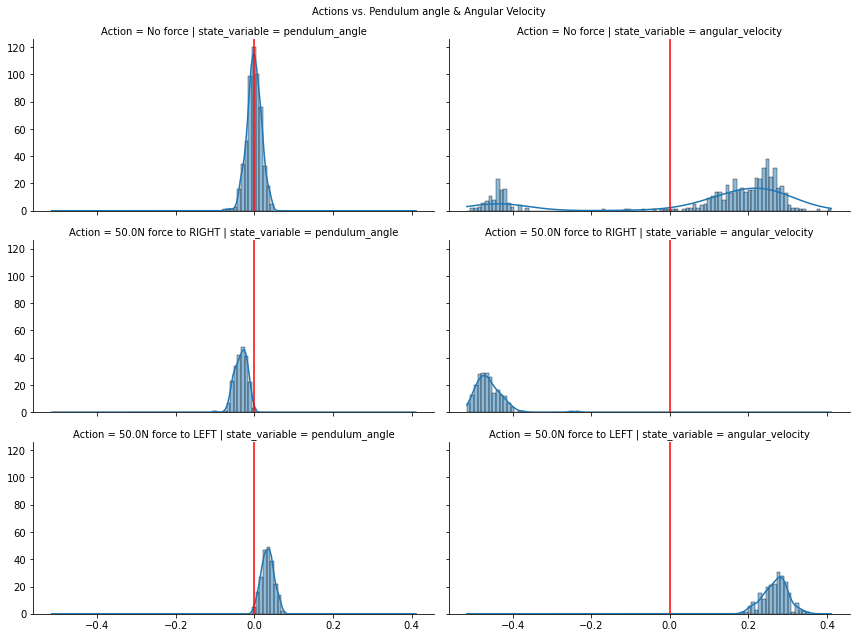 Actions vs. Pendulum angle & Angular Velocity
Action = No force | state_variable = pendulum_angle
Action = No force | state_variable = angular_velocity
120
100
80
60
40
20
0
Action = 50.0N force to RIGHT | state_variable = pendulum_angle
Action = 50.0N force to RIGHT | state_variable = angular_velocity
120
100
80
60
40
20
0
Action = 50.0N force to LEFT | state_variable = pendulum_angle
Action = 50.0N force to LEFT | state_variable = angular_velocity
120
100
80
60
40
20
0
−0.4 −0.2 0.0 0.2 0.4
−0.4 −0.2 0.0 0.2 0.4